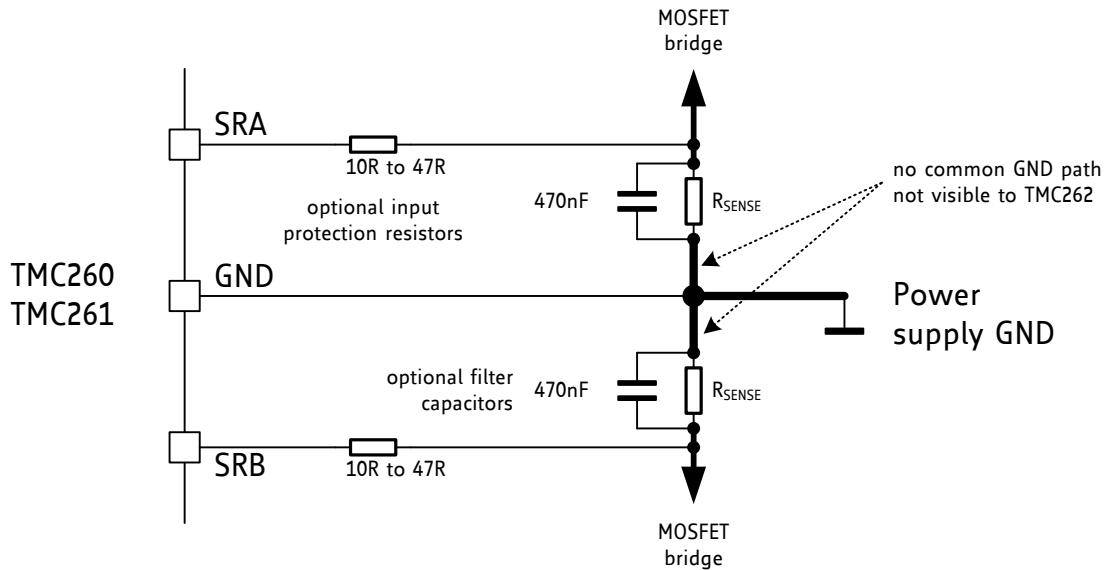 MOSFET
bridge
SRA
10R to 47R
optional input
protection resistors
470nF
RSENSE
no common GND path
not visible to TMC262
TMC260
TMC261
GND
Power
supply GND
optional filter
capacitors
470nF
RSENSE
SRB
10R to 47R
MOSFET
bridge